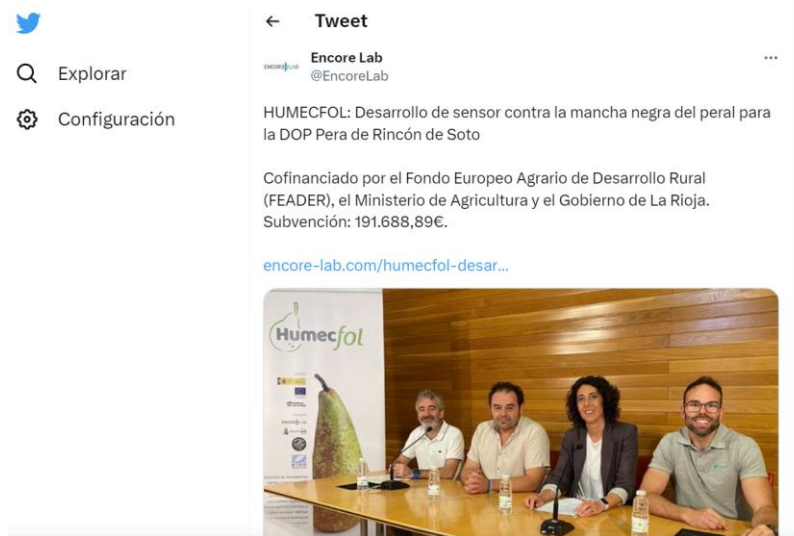 Tweet
Explorar
Configuración
Encore Lab
@EncoreLab
HUMECFOL: Desarrollo de sensor contra la mancha negra del peral para
la DOP Pera de Rincón de Soto
Cofinanciado por el Fondo Europeo Agrario de Desarrollo Rural
(FEADER), el Ministerio de Agricultura y el Gobierno de La Rioja.
Subvención: 191.688,89€.
encore-lab.com/humecfol-desar...
Humecfol